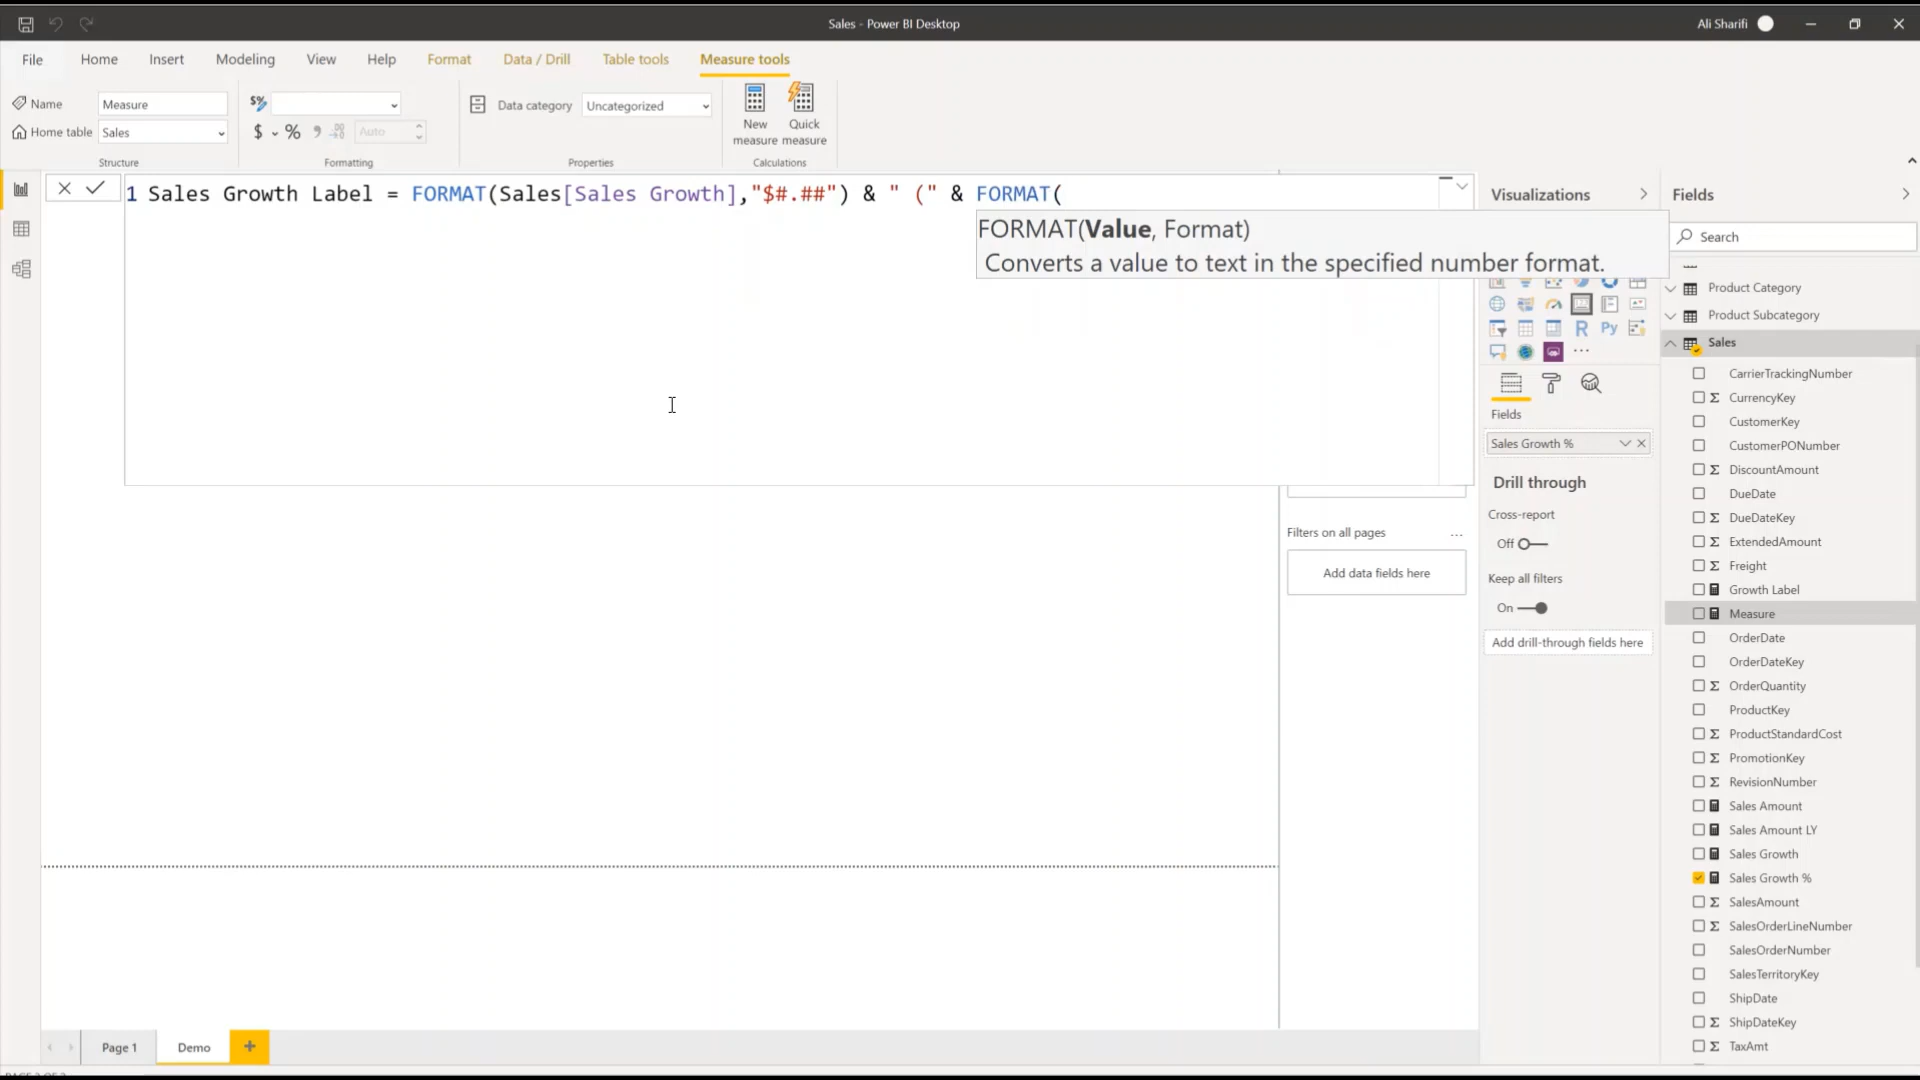 Sales - Power BI Desktop
Ali Sharifi
File Home Insert Modeling View Help Format Data / Drill Table tools Measure tools
Name Measure
Home table Sales
Structure
$%
$ % 9 Auto
Formatting
Data category Uncategorized
Properties
New measure
Quick measure
Calculations
1 Sales Growth Label = FORMAT(Sales[Sales Growth],"$#.##") & " (" & FORMAT(
FORMAT(Value, Format)
Converts a value to text in the specified number format.
Filters on all pages ...
Add data fields here
Visualizations
R Py
...
Fields
Sales Growth %
Drill through
Cross-report
Off
Keep all filters
On
Add drill-through fields here
Fields
Search
Product Category
Product Subcategory
Sales
CarrierTrackingNumber
CurrencyKey
CustomerKey
CustomerPONumber
DiscountAmount
DueDate
DueDateKey
ExtendedAmount
Freight
Growth Label
Measure
OrderDate
OrderDateKey
OrderQuantity
ProductKey
ProductStandardCost
PromotionKey
RevisionNumber
Sales Amount
Sales Amount LY
Sales Growth
Sales Growth %
SalesAmount
SalesOrderLineNumber
SalesOrderNumber
SalesTerritoryKey
ShipDate
ShipDateKey
TaxAmt
Page 1 Demo +